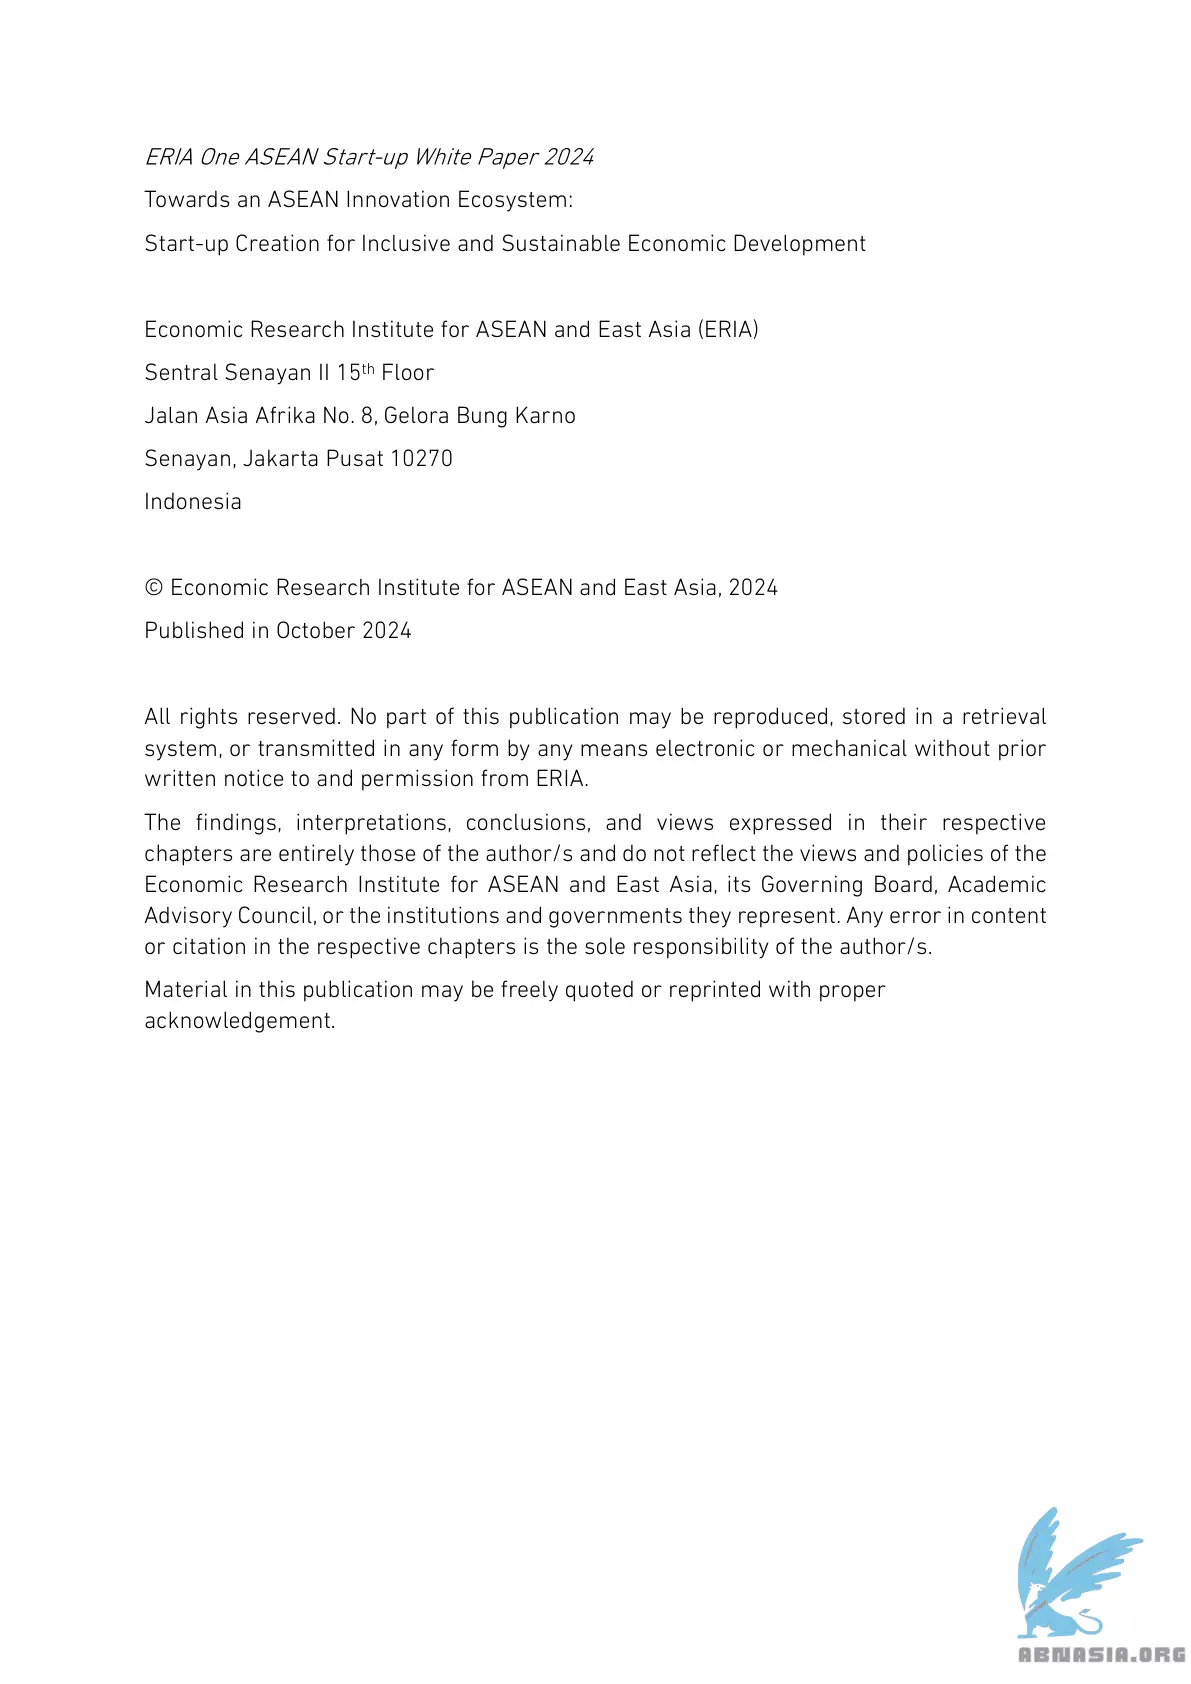 ERIA One ASEAN Start-up White Paper 2024
Towards an ASEAN Innovation Ecosystem:
Start-up Creation for Inclusive and Sustainable Economic Development
Economic Research Institute for ASEAN and East Asia (ERIA)
Sentral Senayan II 15th Floor
Jalan Asia Afrika No. 8, Gelora Bung Karno
Senayan, Jakarta Pusat 10270
Indonesia
© Economic Research Institute for ASEAN and East Asia, 2024
Published in October 2024
All rights reserved. No part of this publication may be reproduced, stored in a retrieval
system, or transmitted in any form by any means electronic or mechanical without prior
written notice to and permission from ERIA.
The findings, interpretations, conclusions, and views expressed in their respective
chapters are entirely those of the author/s and do not reflect the views and policies of the
Economic Research Institute for ASEAN and East Asia, its Governing Board, Academic
Advisory Council, or the institutions and governments they represent. Any error in content
or citation in the respective chapters is the sole responsibility of the author/s.
Material in this publication may be freely quoted or reprinted with proper
acknowledgement.
ABNASIA.ORG